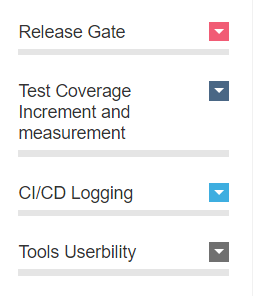 Release Gate
Test Coverage
Increment and
measurement
CI/CD Logging
Tools Userbility